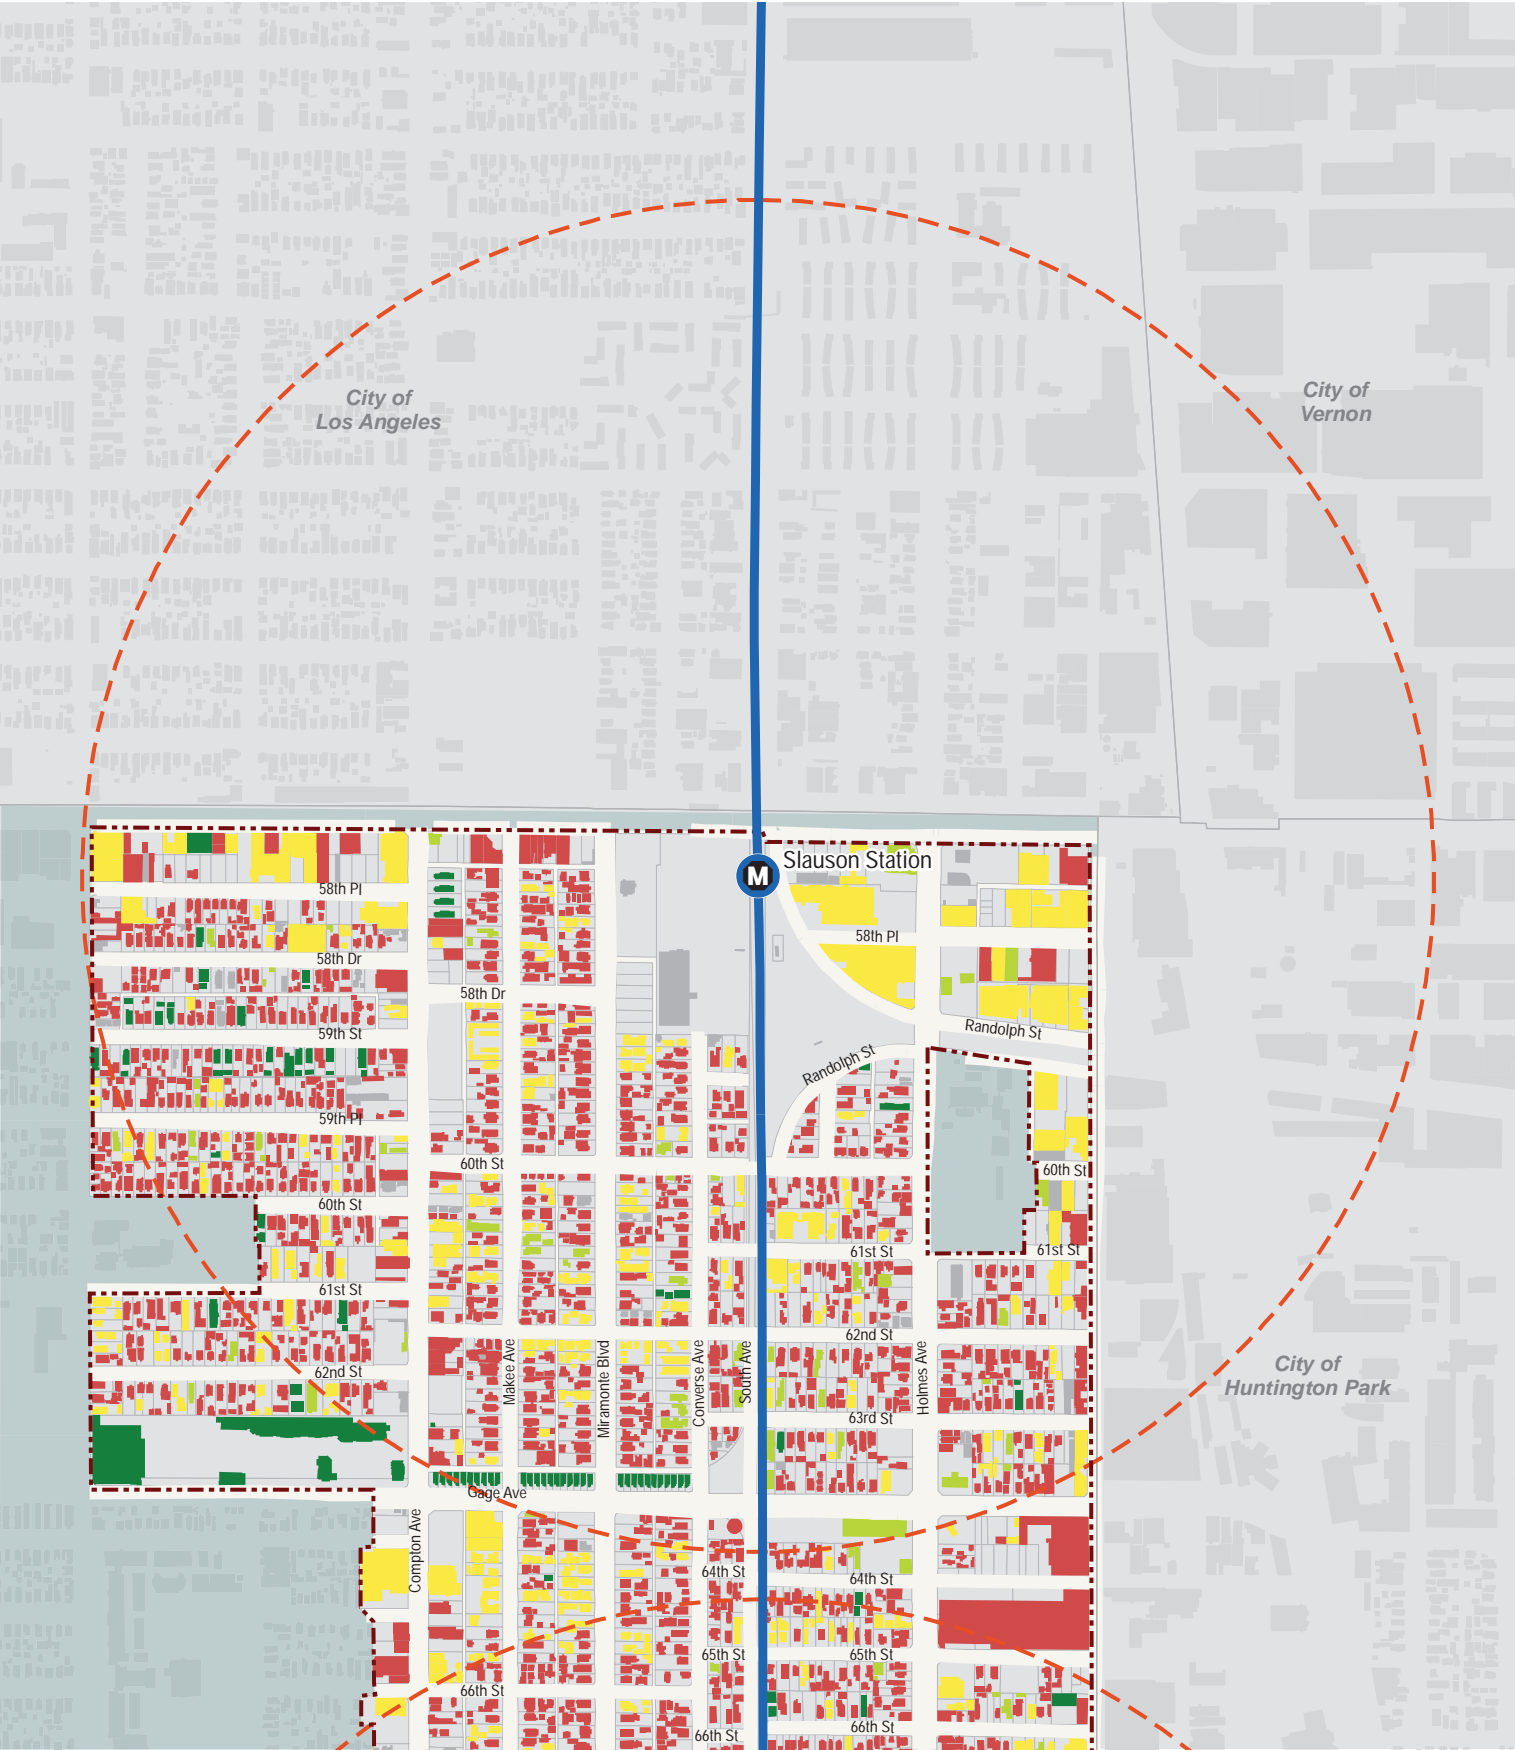 City of
Los Angeles
City of
Vernon
M
Slauson Station
58th Pl
58th Pl
58th Dr
58th Dr
59th St
Randolph St
Randolph St
59th Pl
60th St
60th St
60th St
61st St
61st St
61st St
62nd St
62nd St
Makee Ave
Miramonte Blvd
Converse Ave
South Ave
Holmes Ave
City of
Huntington Park
63rd St
Gage Ave
Compton Ave
64th St
64th St
65th St
65th St
66th St
66th St
66th St